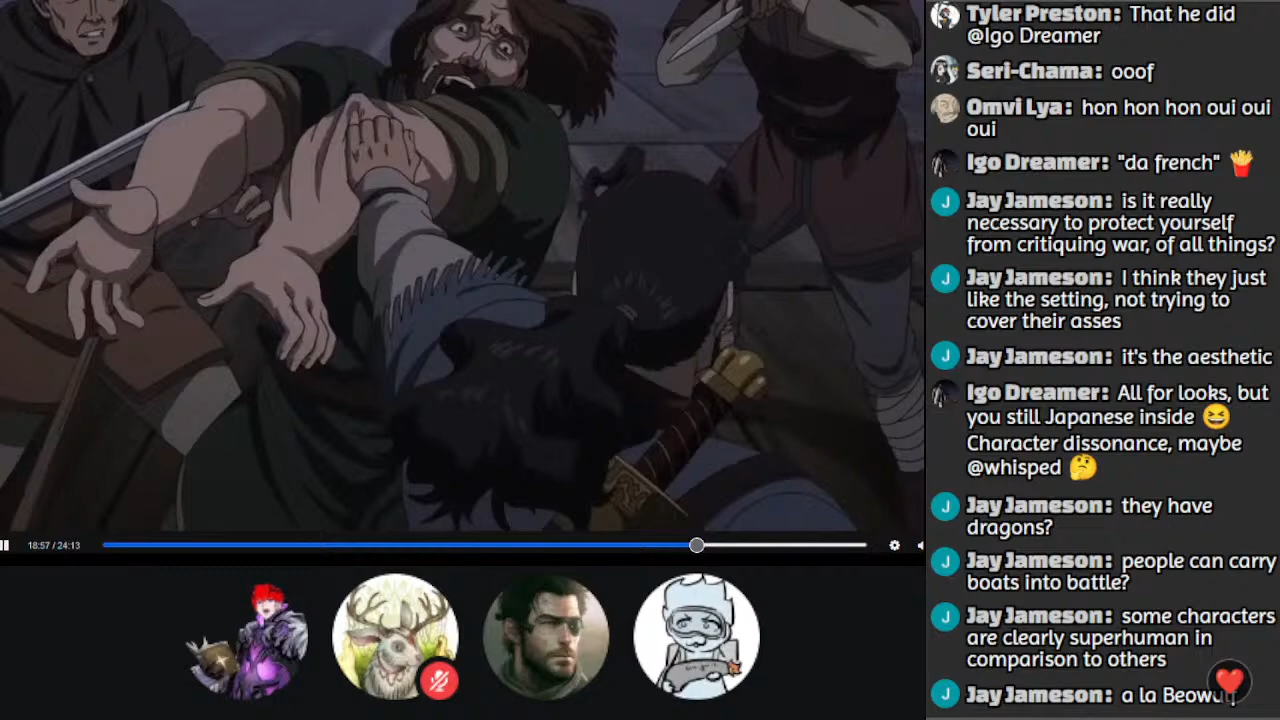 Tyler Preston: That he did
@Igo Dreamer
Seri-Chama: ooof
Omvi Lya: hon hon hon oui oui
oui
Igo Dreamer: "da french" 🍟
J Jay Jameson: is it really
necessary to protect yourself
from critiquing war, of all things?
J Jay Jameson: I think they just
like the setting, not trying to
cover their asses
J Jay Jameson: it's the aesthetic
Igo Dreamer: All for looks, but
you still Japanese inside 😆
Character dissonance, maybe
@whisped 🤔
J Jay Jameson: they have
dragons?
J Jay Jameson: people can carry
boats into battle?
J Jay Jameson: some characters
are clearly superhuman in
comparison to others
J Jay Jameson: a la Beowulf
18:57 / 24:13